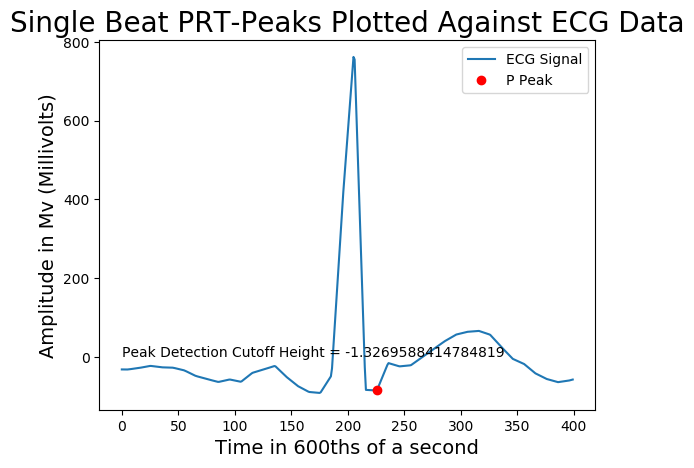 Single Beat PRT-Peaks Plotted Against ECG Data
800
600
400
200
0
Amplitude in Mv (Millivolts)
ECG Signal
P Peak
Peak Detection Cutoff Height = -1.3269588414784819
0 50 100 150 200 250 300 350 400
Time in 600ths of a second